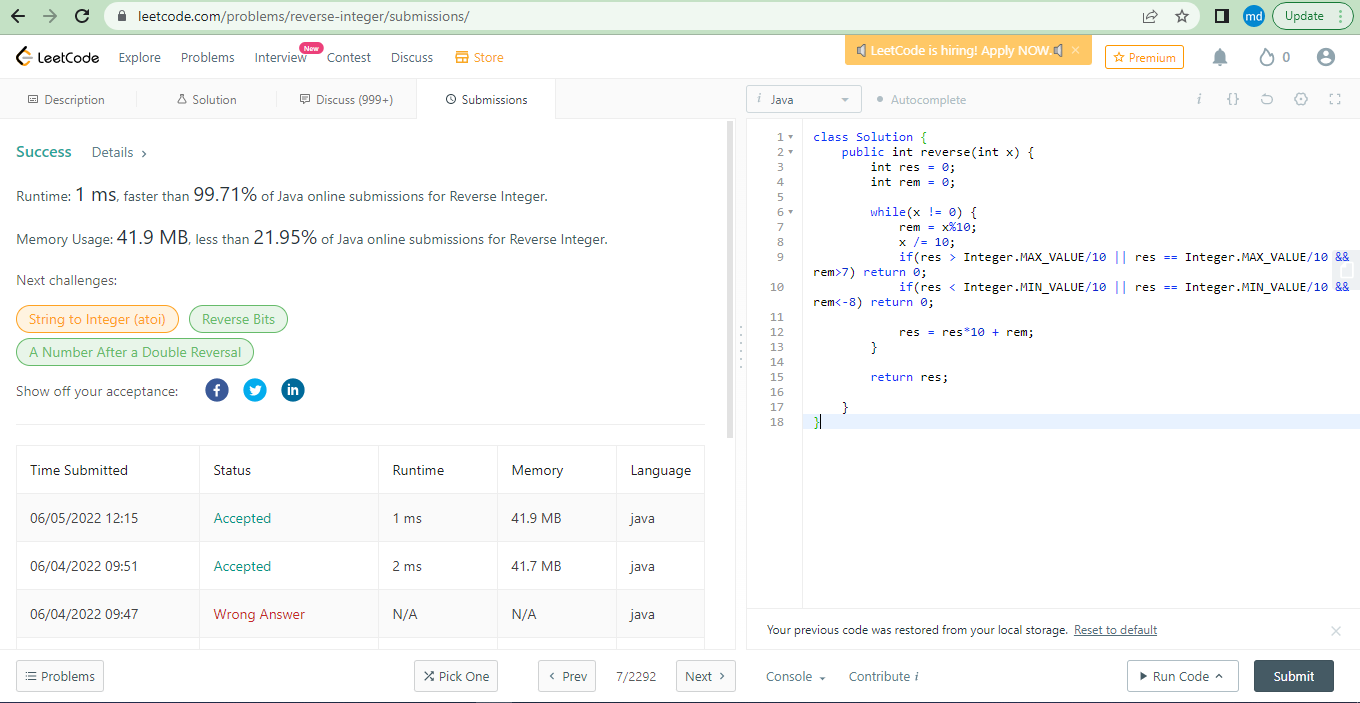 leetcode.com/problems/reverse-integer/submissions/
md
Update
LeetCode
Explore
Problems
Interview
New
Contest
Discuss
Store
LeetCode is hiring! Apply NOW.
Premium
0
Description
Solution
Discuss (999+)
Submissions
i Java
Autocomplete
i
{}
Success Details
Runtime: 1 ms, faster than 99.71% of Java online submissions for Reverse Integer.
Memory Usage: 41.9 MB, less than 21.95% of Java online submissions for Reverse Integer.
Next challenges:
String to Integer (atoi) Reverse Bits
A Number After a Double Reversal
Show off your acceptance:
Time Submitted Status Runtime Memory Language
06/05/2022 12:15 Accepted 1 ms 41.9 MB java
06/04/2022 09:51 Accepted 2 ms 41.7 MB java
06/04/2022 09:47 Wrong Answer N/A N/A java
1 class Solution {
2 public int reverse(int x) {
3 int res = 0;
4 int rem = 0;
5
6 while(x != 0) {
7 rem = x%10;
8 x /= 10;
9 if(res > Integer.MAX_VALUE/10 || res == Integer.MAX_VALUE/10 &&
rem>7) return 0;
10 if(res < Integer.MIN_VALUE/10 || res == Integer.MIN_VALUE/10 &&
rem<-8) return 0;
11
12 res = res*10 + rem;
13 }
14
15 return res;
16
17 }
18 }
Your previous code was restored from your local storage. Reset to default
Problems
Pick One
Prev
7/2292
Next
Console
Contribute i
Run Code
Submit